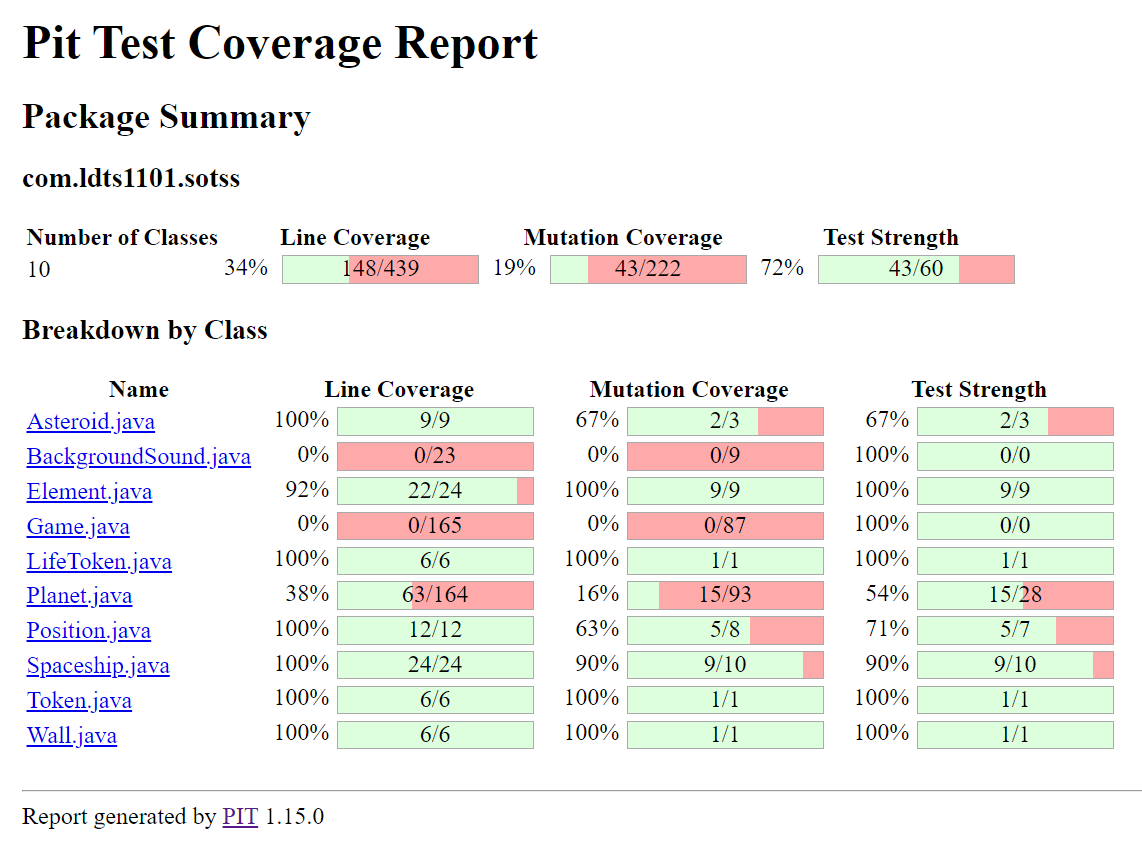 Pit Test Coverage Report
Package Summary
com.ldts1101.sotss
Number of Classes Line Coverage Mutation Coverage Test Strength
10 34% 148/439 19% 43/222 72% 43/60
Breakdown by Class
Name Line Coverage Mutation Coverage Test Strength
Asteroid.java 100% 9/9 67% 2/3 67% 2/3
BackgroundSound.java 0% 0/23 0% 0/9 100% 0/0
Element.java 92% 22/24 100% 9/9 100% 9/9
Game.java 0% 0/165 0% 0/87 100% 0/0
LifeToken.java 100% 6/6 100% 1/1 100% 1/1
Planet.java 38% 63/164 16% 15/93 54% 15/28
Position.java 100% 12/12 63% 5/8 71% 5/7
Spaceship.java 100% 24/24 90% 9/10 90% 9/10
Token.java 100% 6/6 100% 1/1 100% 1/1
Wall.java 100% 6/6 100% 1/1 100% 1/1
Report generated by PIT 1.15.0